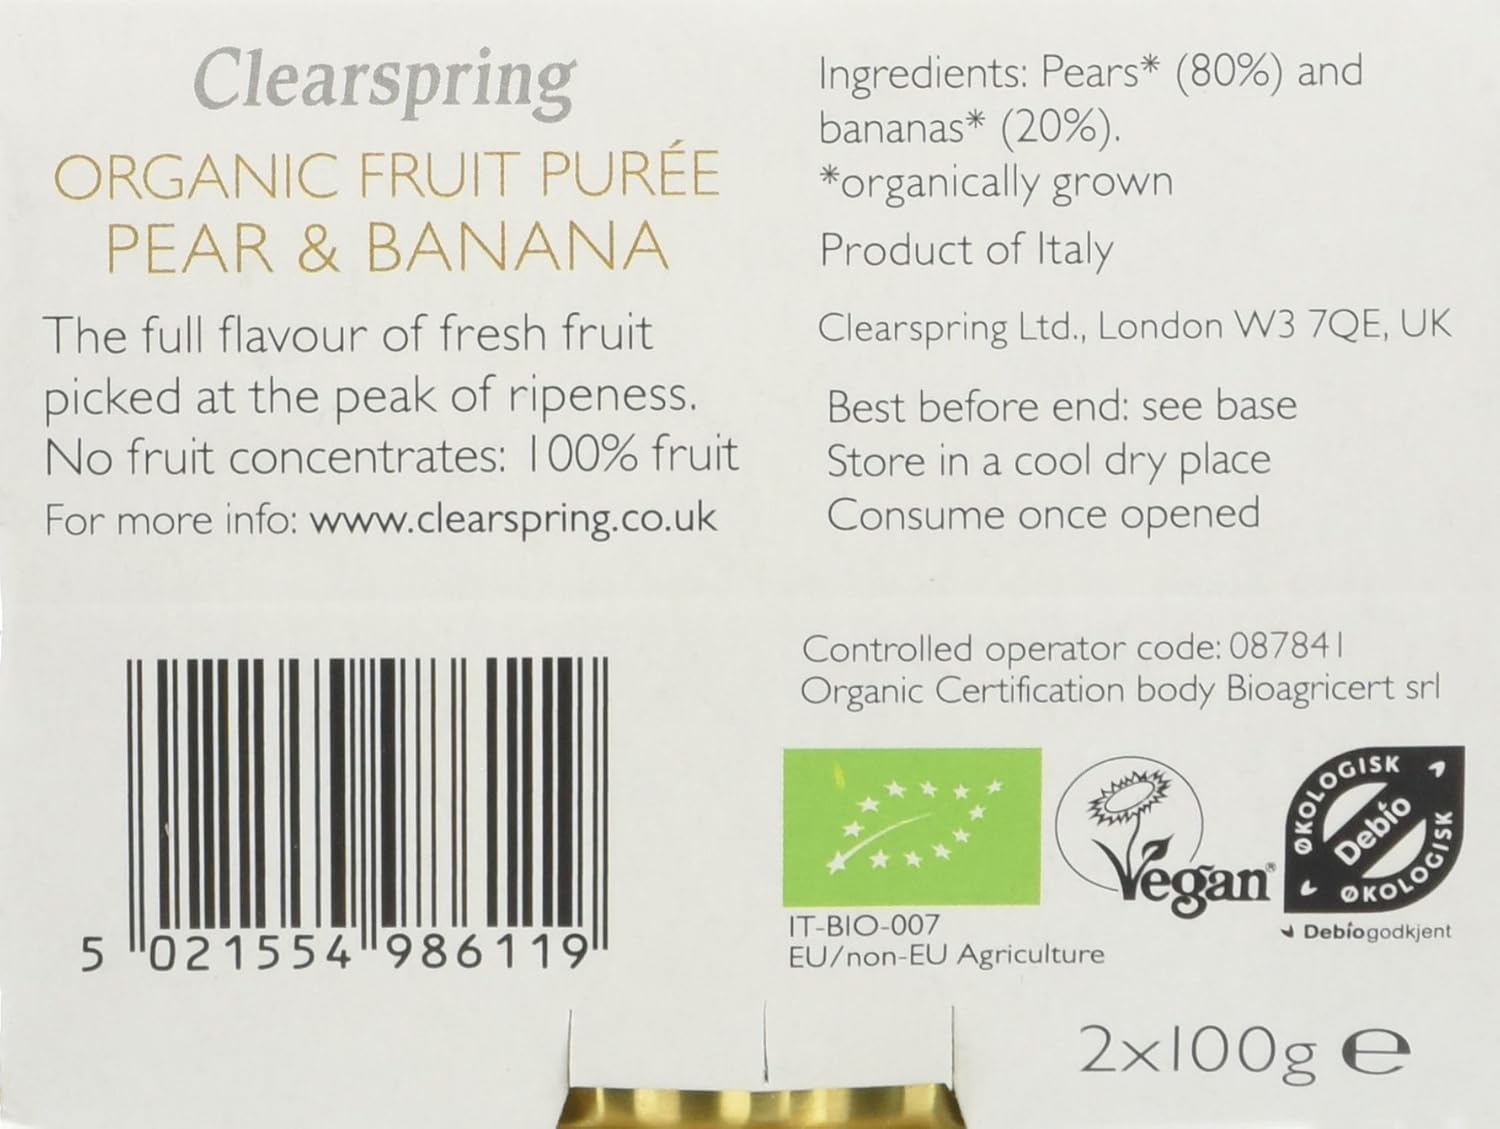 Clearspring
ORGANIC FRUIT PURÉE
PEAR & BANANA
The full flavour of fresh fruit
picked at the peak of ripeness.
No fruit concentrates: 100% fruit
For more info: www.clearspring.co.uk
Ingredients: Pears* (80%) and
bananas* (20%).
*organically grown
Product of Italy
Clearspring Ltd., London W3 7QE, UK
Best before end: see base
Store in a cool dry place
Consume once opened
5 021554 986119
Controlled operator code: 087841
Organic Certification body Bioagricert srl
IT-BIO-007
EU/non-EU Agriculture
Vegan®
ØKOLOGISK
Debio
ØKOLOGISK
Debiogodkjent
2x100g ℮